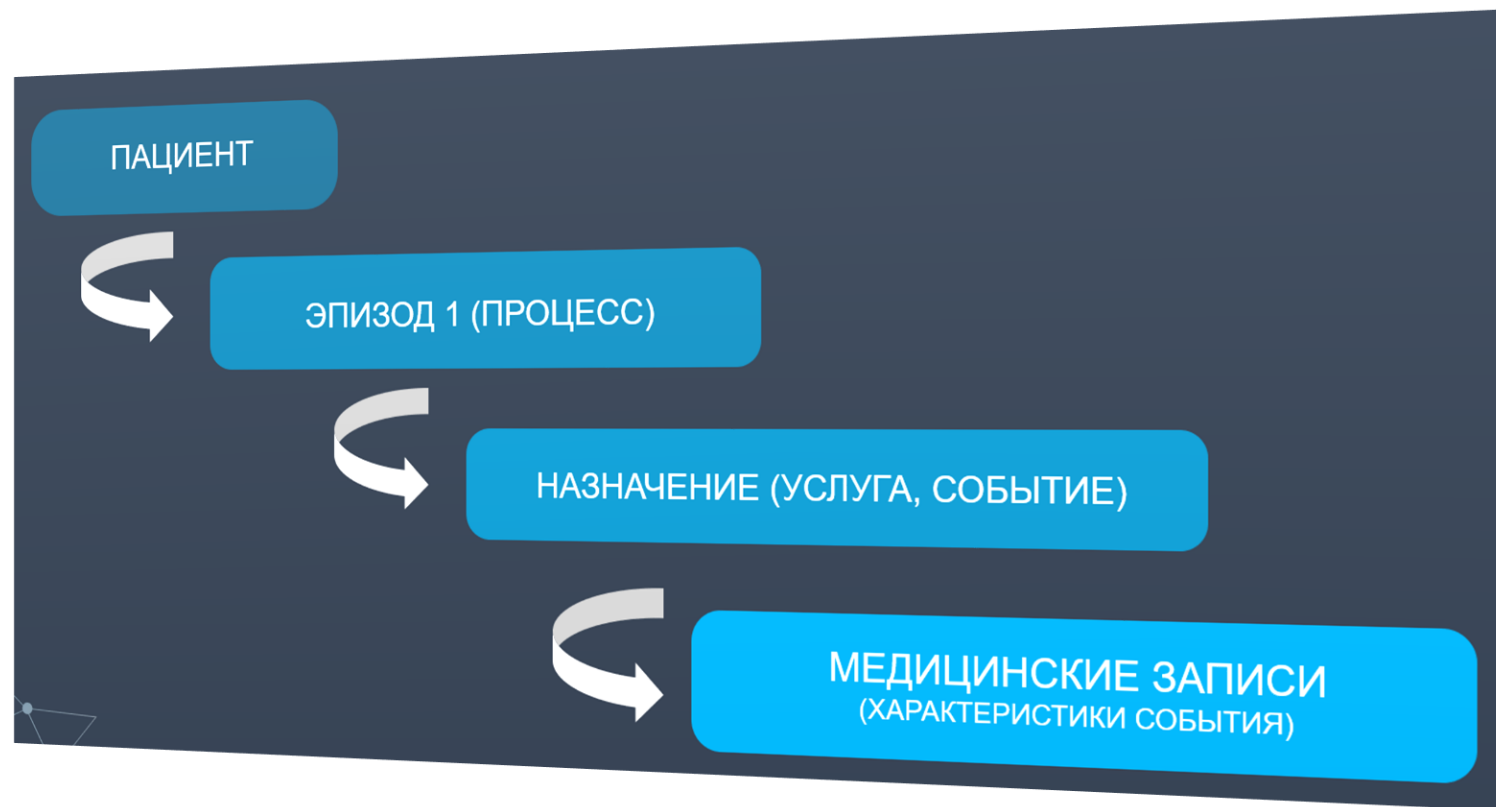 ПАЦИЕНТ
ЭПИЗОД 1 (ПРОЦЕСС)
НАЗНАЧЕНИЕ (УСЛУГА, СОБЫТИЕ)
МЕДИЦИНСКИЕ ЗАПИСИ
(ХАРАКТЕРИСТИКИ СОБЫТИЯ)